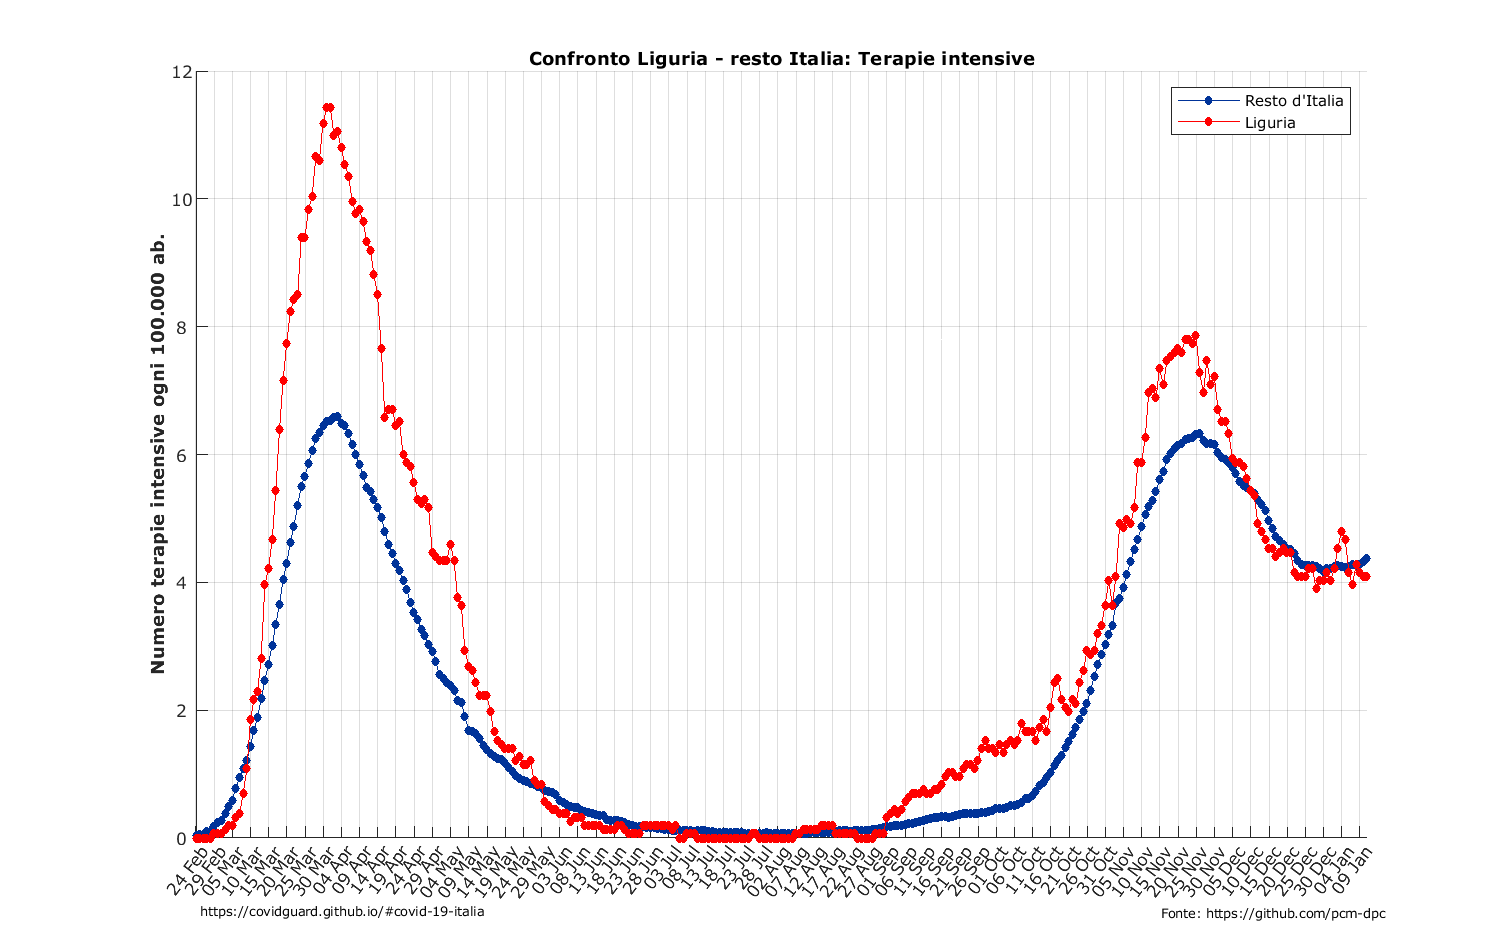 Confronto Liguria - resto Italia: Terapie intensive
Resto d'Italia
Liguria
Numero terapie intensive ogni 100.000 ab.
12
10
8
6
4
2
0
24 Feb
29 Feb
05 Mar
10 Mar
15 Mar
20 Mar
25 Mar
30 Mar
04 Apr
09 Apr
14 Apr
19 Apr
24 Apr
29 Apr
04 May
09 May
14 May
19 May
24 May
29 May
03 Jun
08 Jun
13 Jun
18 Jun
23 Jun
28 Jun
03 Jul
08 Jul
13 Jul
18 Jul
23 Jul
28 Jul
02 Aug
07 Aug
12 Aug
17 Aug
22 Aug
27 Aug
01 Sep
06 Sep
11 Sep
16 Sep
21 Sep
26 Sep
01 Oct
06 Oct
11 Oct
16 Oct
21 Oct
26 Oct
31 Oct
05 Nov
10 Nov
15 Nov
20 Nov
25 Nov
30 Nov
05 Dec
10 Dec
15 Dec
20 Dec
25 Dec
30 Dec
04 Jan
09 Jan
https://covidguard.github.io/#covid-19-italia
Fonte: https://github.com/pcm-dpc